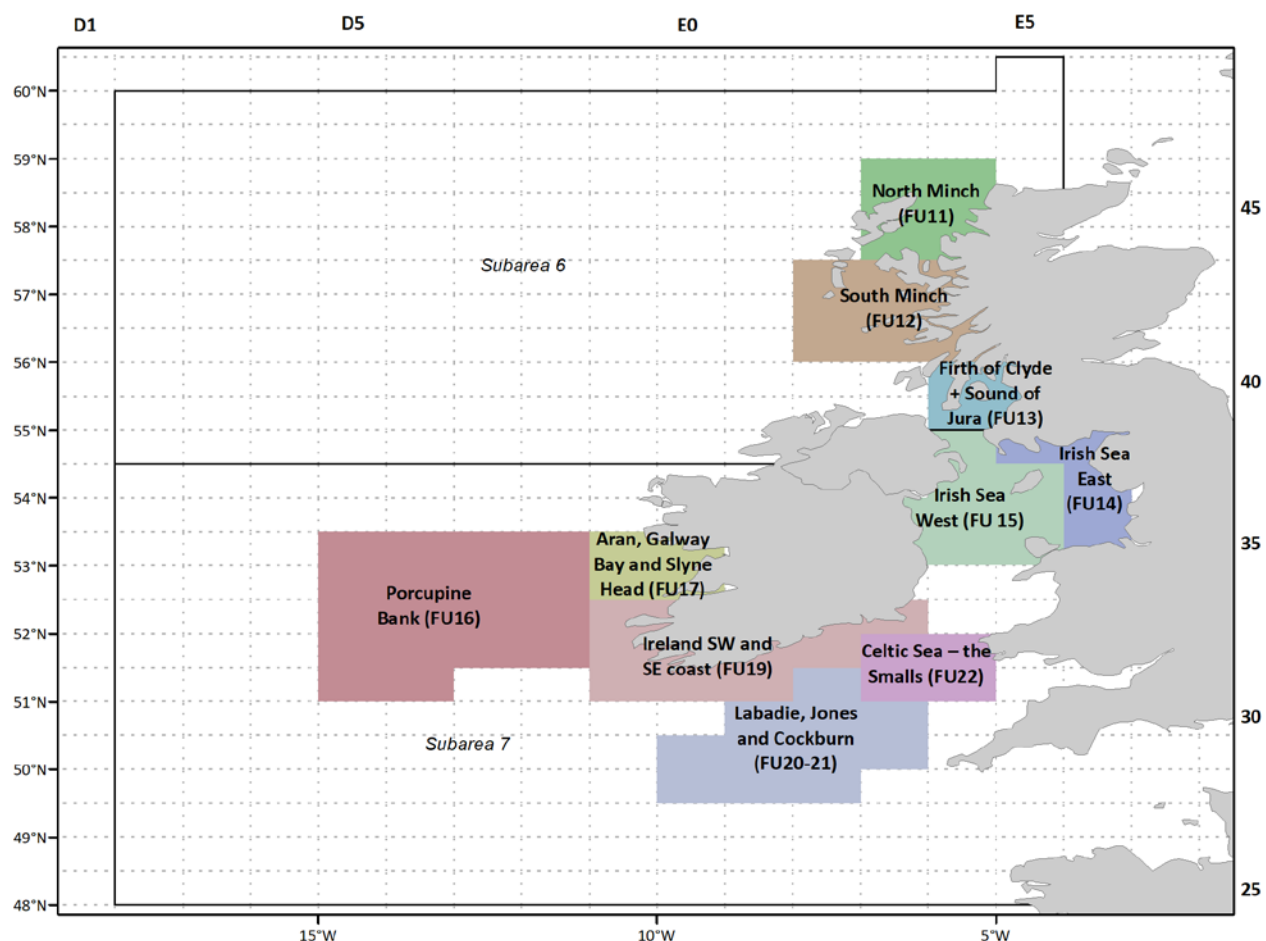 D1 D5 E0 E5
60°N
59°N
North Minch
(FU11)
45
58°N
Subarea 6
57°N
South Minch
(FU12)
56°N
Firth of Clyde
+ Sound of
Jura (FU13)
40
55°N
Irish Sea
East
(FU14)
54°N
Irish Sea
West (FU 15)
35
53°N
Aran, Galway
Bay and Slyne
Head (FU17)
Porcupine
Bank (FU16)
52°N
Ireland SW and
SE coast (FU19)
Celtic Sea – the
Smalls (FU22)
51°N
30
Labadie, Jones
and Cockburn
(FU20-21)
Subarea 7
50°N
49°N
25
48°N
15°W 10°W 5°W